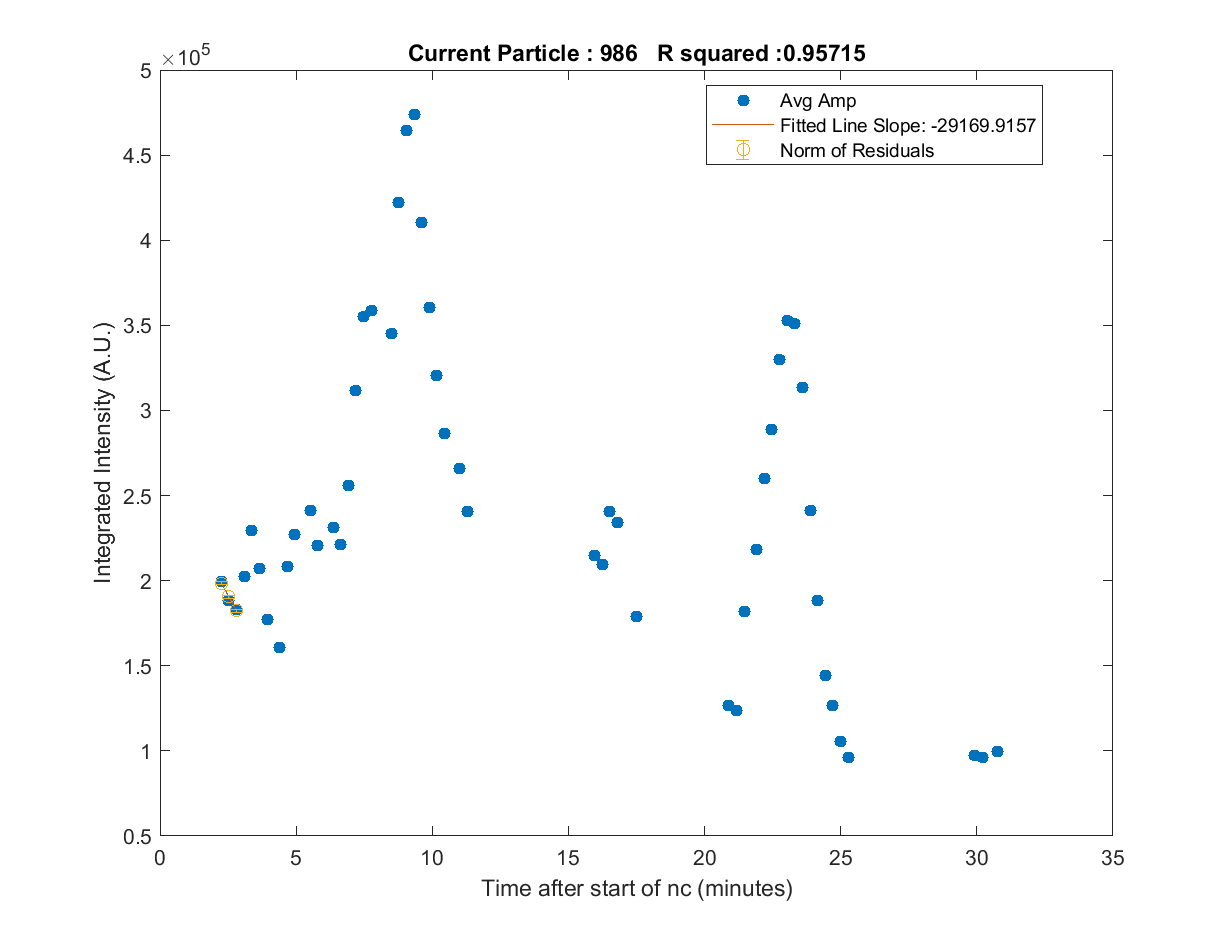 Current Particle : 986 R squared :0.95715
×10^5
5
4.5
4
3.5
3
2.5
2
1.5
1
0.5
0 5 10 15 20 25 30 35
Integrated Intensity (A.U.)
Time after start of nc (minutes)
Avg Amp
Fitted Line Slope: -29169.9157
Norm of Residuals